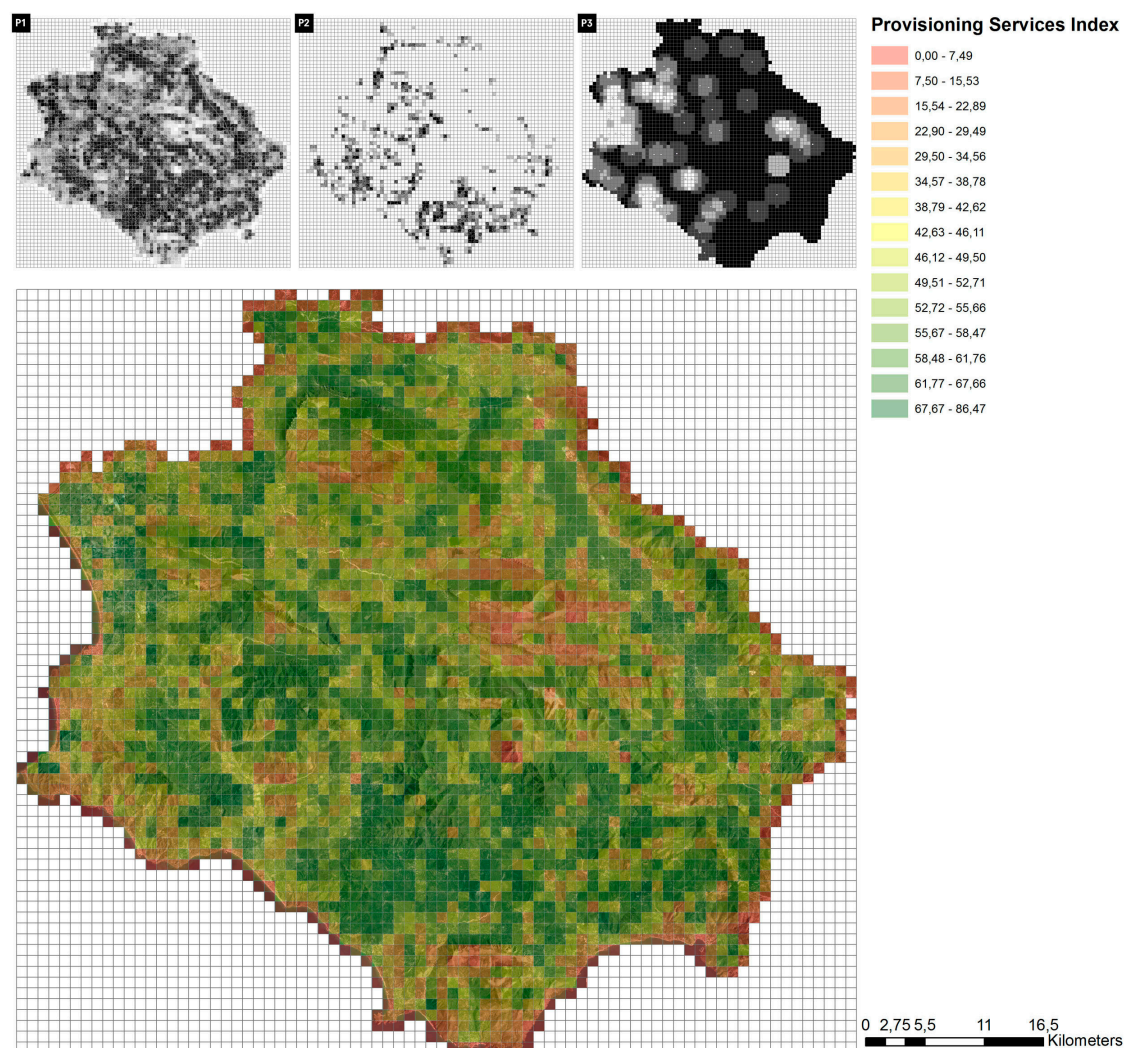 P1
P2
P3
Provisioning Services Index
0,00 - 7,49
7,50 - 15,53
15,54 - 22,89
22,90 - 29,49
29,50 - 34,56
34,57 - 38,78
38,79 - 42,62
42,63 - 46,11
46,12 - 49,50
49,51 - 52,71
52,72 - 55,66
55,67 - 58,47
58,48 - 61,76
61,77 - 67,66
67,67 - 86,47
0 2,75 5,5 11 16,5
Kilometers